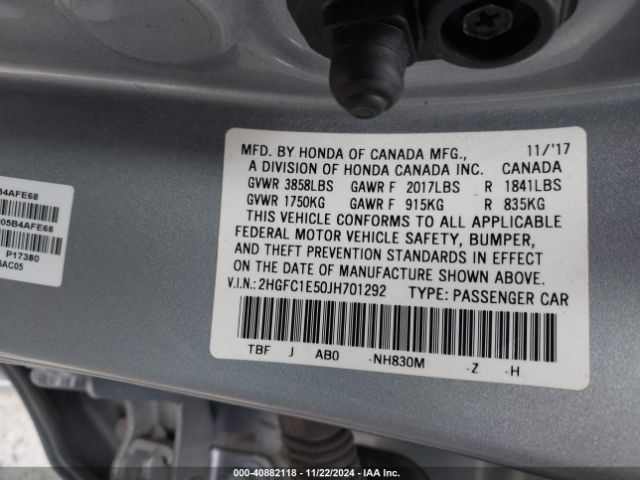 MFD. BY HONDA OF CANADA MFG., 11/'17
A DIVISION OF HONDA CANADA INC. CANADA
GVWR 3858LBS GAWR F 2017LBS R 1841LBS
GVWR 1750KG GAWR F 915KG R 835KG
THIS VEHICLE CONFORMS TO ALL APPLICABLE
FEDERAL MOTOR VEHICLE SAFETY, BUMPER,
AND THEFT PREVENTION STANDARDS IN EFFECT
ON THE DATE OF MANUFACTURE SHOWN ABOVE.
V.I.N.: 2HGFC1E50JH701292 TYPE: PASSENGER CAR
TBF J AB0 -NH830M -Z -H
B4AFE68
05B4AFE68
P17380
6AC05
000-40882118 - 11/22/2024 - IAA Inc.